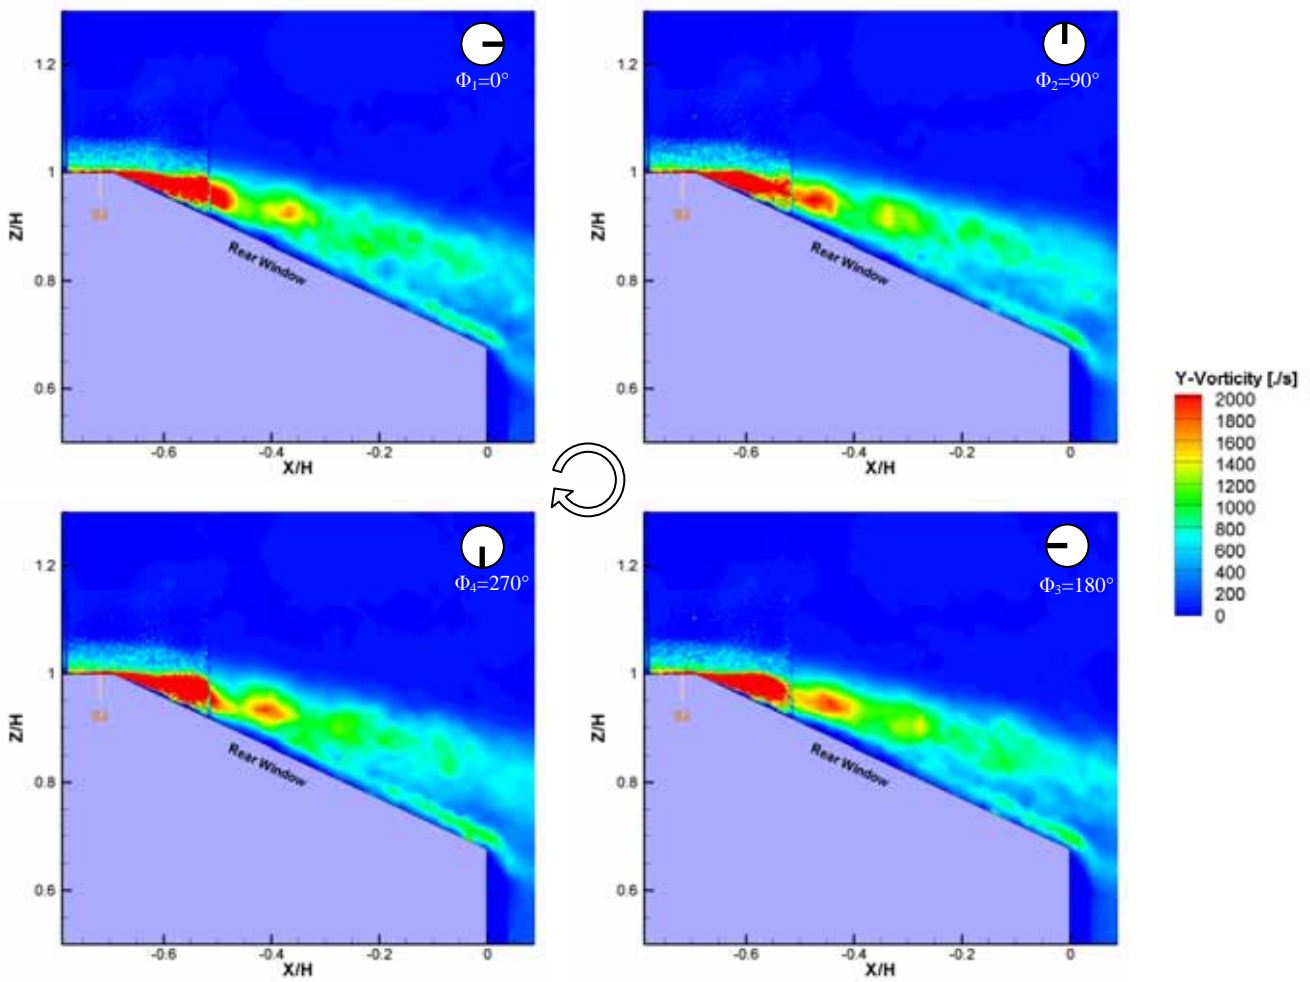 1.2
1
0.8
0.6
Z/H
-0.6
-0.4
-0.2
0
X/H
Rear Window
Φ1=0°
1.2
1
0.8
0.6
Z/H
-0.6
-0.4
-0.2
0
X/H
Rear Window
Φ2=90°
Y-Vorticity [./s]
2000
1800
1600
1400
1200
1000
800
600
400
200
0
1.2
1
0.8
0.6
Z/H
-0.6
-0.4
-0.2
0
X/H
Rear Window
Φ4=270°
1.2
1
0.8
0.6
Z/H
-0.6
-0.4
-0.2
0
X/H
Rear Window
Φ3=180°